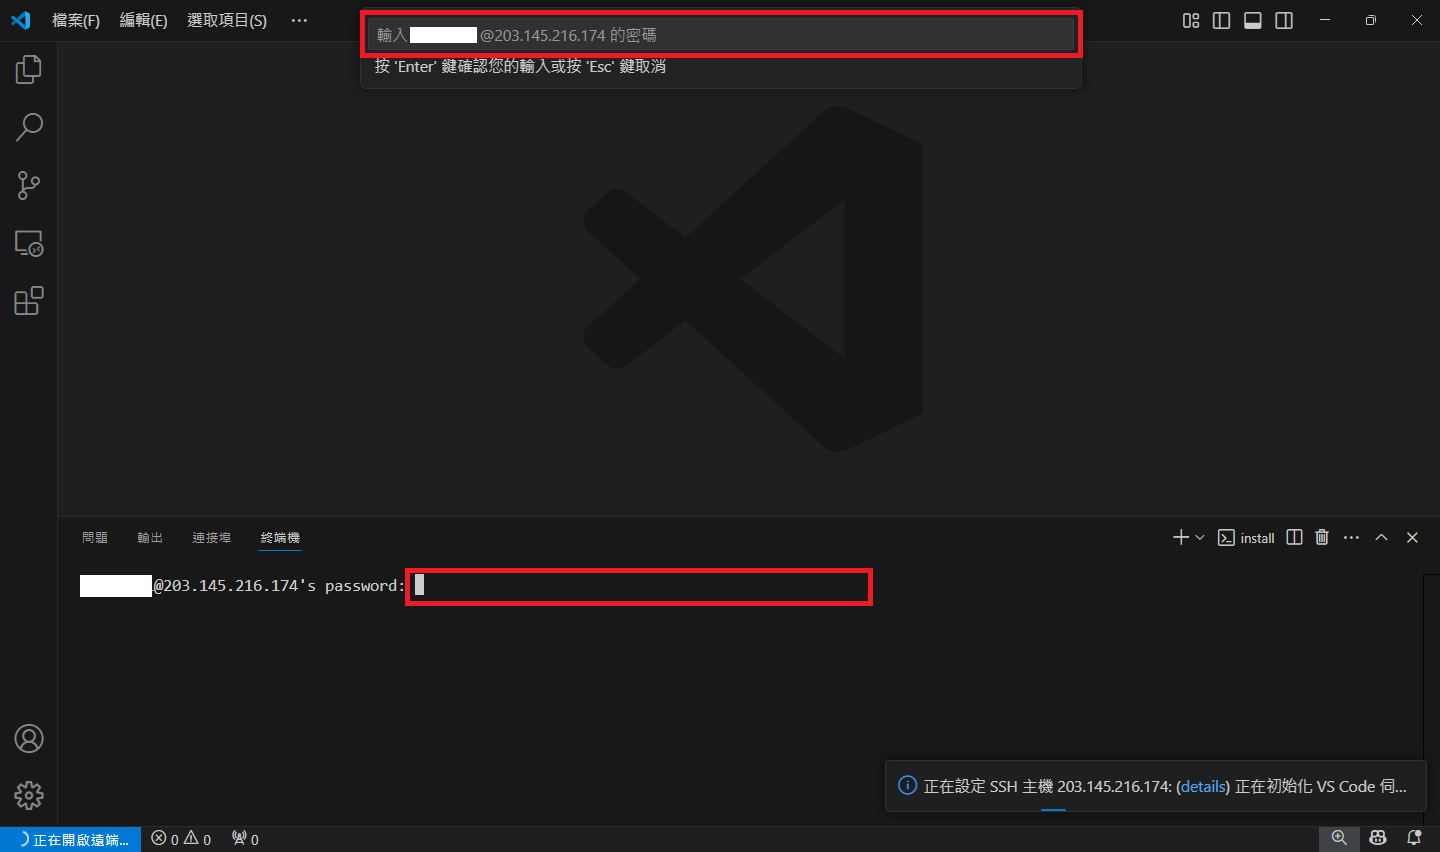 檔案(F) 編輯(E) 選取項目(S) ···
輸入 @203.145.216.174 的密碼
按 'Enter' 鍵確認您的輸入或按 'Esc' 鍵取消
問題 輸出 連接埠 終端機
install
@203.145.216.174's password:
正在設定 SSH 主機 203.145.216.174: (details) 正在初始化 VS Code 伺...
正在開啟遠端... 0 0 0